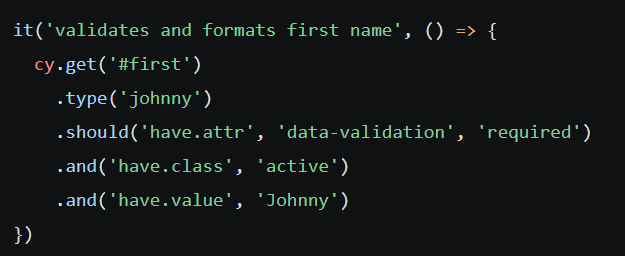 it('validates and formats first name', () => {
  cy.get('#first')
    .type('johnny')
    .should('have.attr', 'data-validation', 'required')
    .and('have.class', 'active')
    .and('have.value', 'Johnny')
})